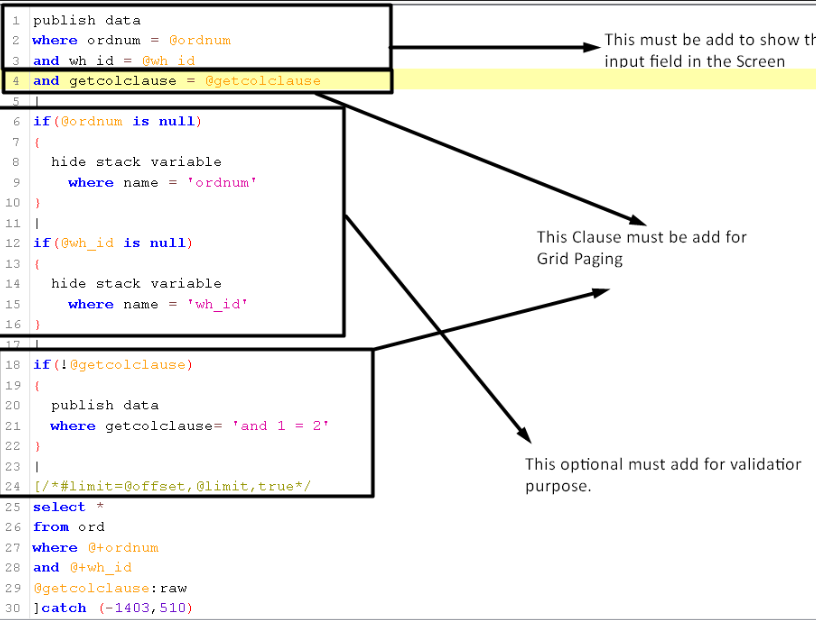 1 publish data
2 where ordnum = @ordnum
3 and wh_id = @wh_id
4 and getcolclause = @getcolclause
5 |
6 if(@ordnum is null)
7 {
8 hide stack variable
9 where name = 'ordnum'
10 }
11 |
12 if(@wh_id is null)
13 {
14 hide stack variable
15 where name = 'wh_id'
16 }
17 |
18 if(!@getcolclause)
19 {
20 publish data
21 where getcolclause= 'and 1 = 2'
22 }
23 |
24 [/*#limit=@offset,@limit,true*/
25 select *
26 from ord
27 where @+ordnum
28 and @+wh_id
29 @getcolclause:raw
30 ]catch (-1403,510)
This must be add to show th
input field in the Screen
This Clause must be add for
Grid Paging
This optional must add for validatior
purpose.